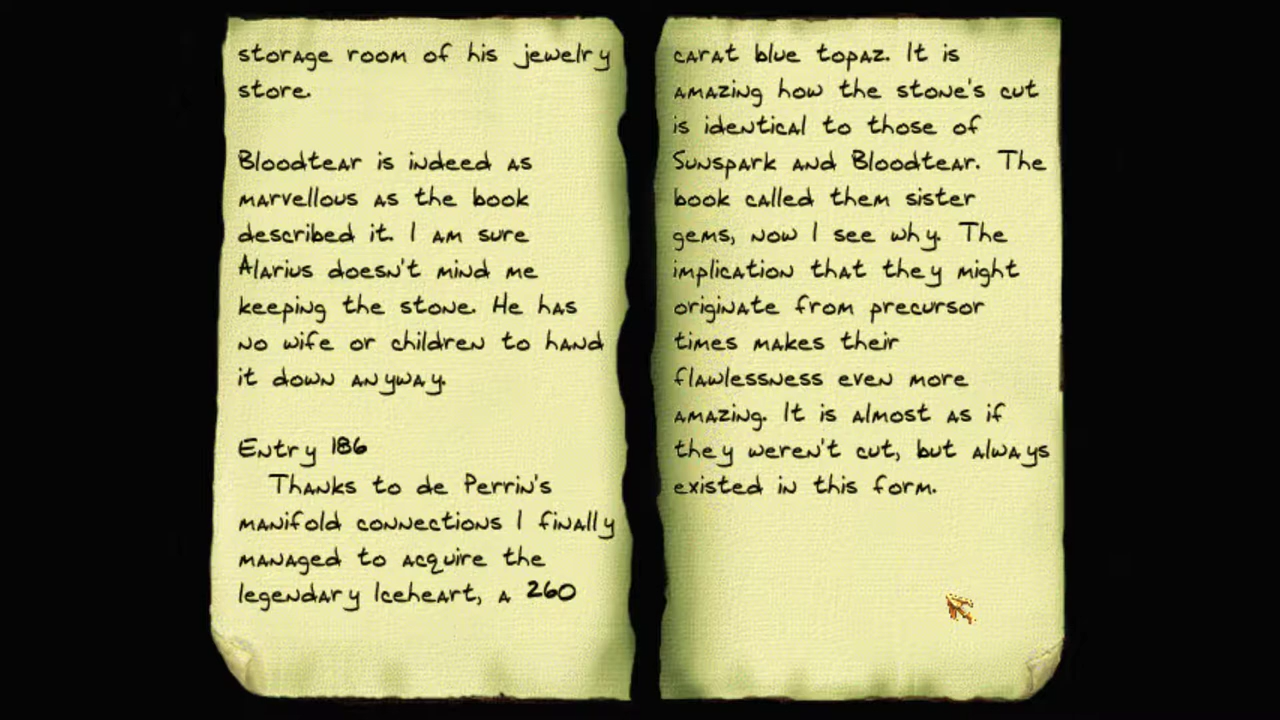 storage room of his jewelry
store.
Bloodtear is indeed as
marvellous as the book
described it. I am sure
Alarius doesn't mind me
keeping the stone. He has
no wife or children to hand
it down anyway.
Entry 186
Thanks to de Perrin's
manifold connections I finally
managed to acquire the
legendary Iceheart, a 260
carat blue topaz. It is
amazing how the stone's cut
is identical to those of
Sunspark and Bloodtear. The
book called them sister
gems, now I see why. The
implication that they might
originate from precursor
times makes their
flawlessness even more
amazing. It is almost as if
they weren't cut, but always
existed in this form.